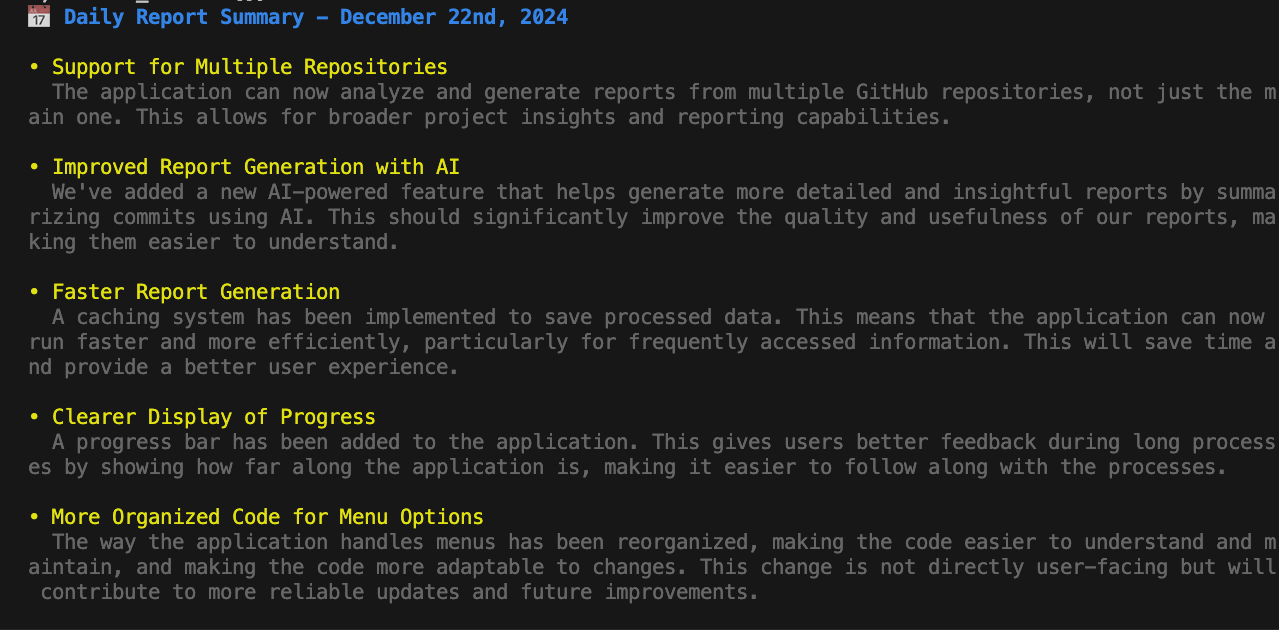 17 Daily Report Summary – December 22nd, 2024
• Support for Multiple Repositories
The application can now analyze and generate reports from multiple GitHub repositories, not just the m
ain one. This allows for broader project insights and reporting capabilities.
• Improved Report Generation with AI
We've added a new AI-powered feature that helps generate more detailed and insightful reports by summa
rizing commits using AI. This should significantly improve the quality and usefulness of our reports, ma
king them easier to understand.
• Faster Report Generation
A caching system has been implemented to save processed data. This means that the application can now
run faster and more efficiently, particularly for frequently accessed information. This will save time a
nd provide a better user experience.
• Clearer Display of Progress
A progress bar has been added to the application. This gives users better feedback during long process
es by showing how far along the application is, making it easier to follow along with the processes.
• More Organized Code for Menu Options
The way the application handles menus has been reorganized, making the code easier to understand and m
aintain, and making the code more adaptable to changes. This change is not directly user-facing but will
contribute to more reliable updates and future improvements.